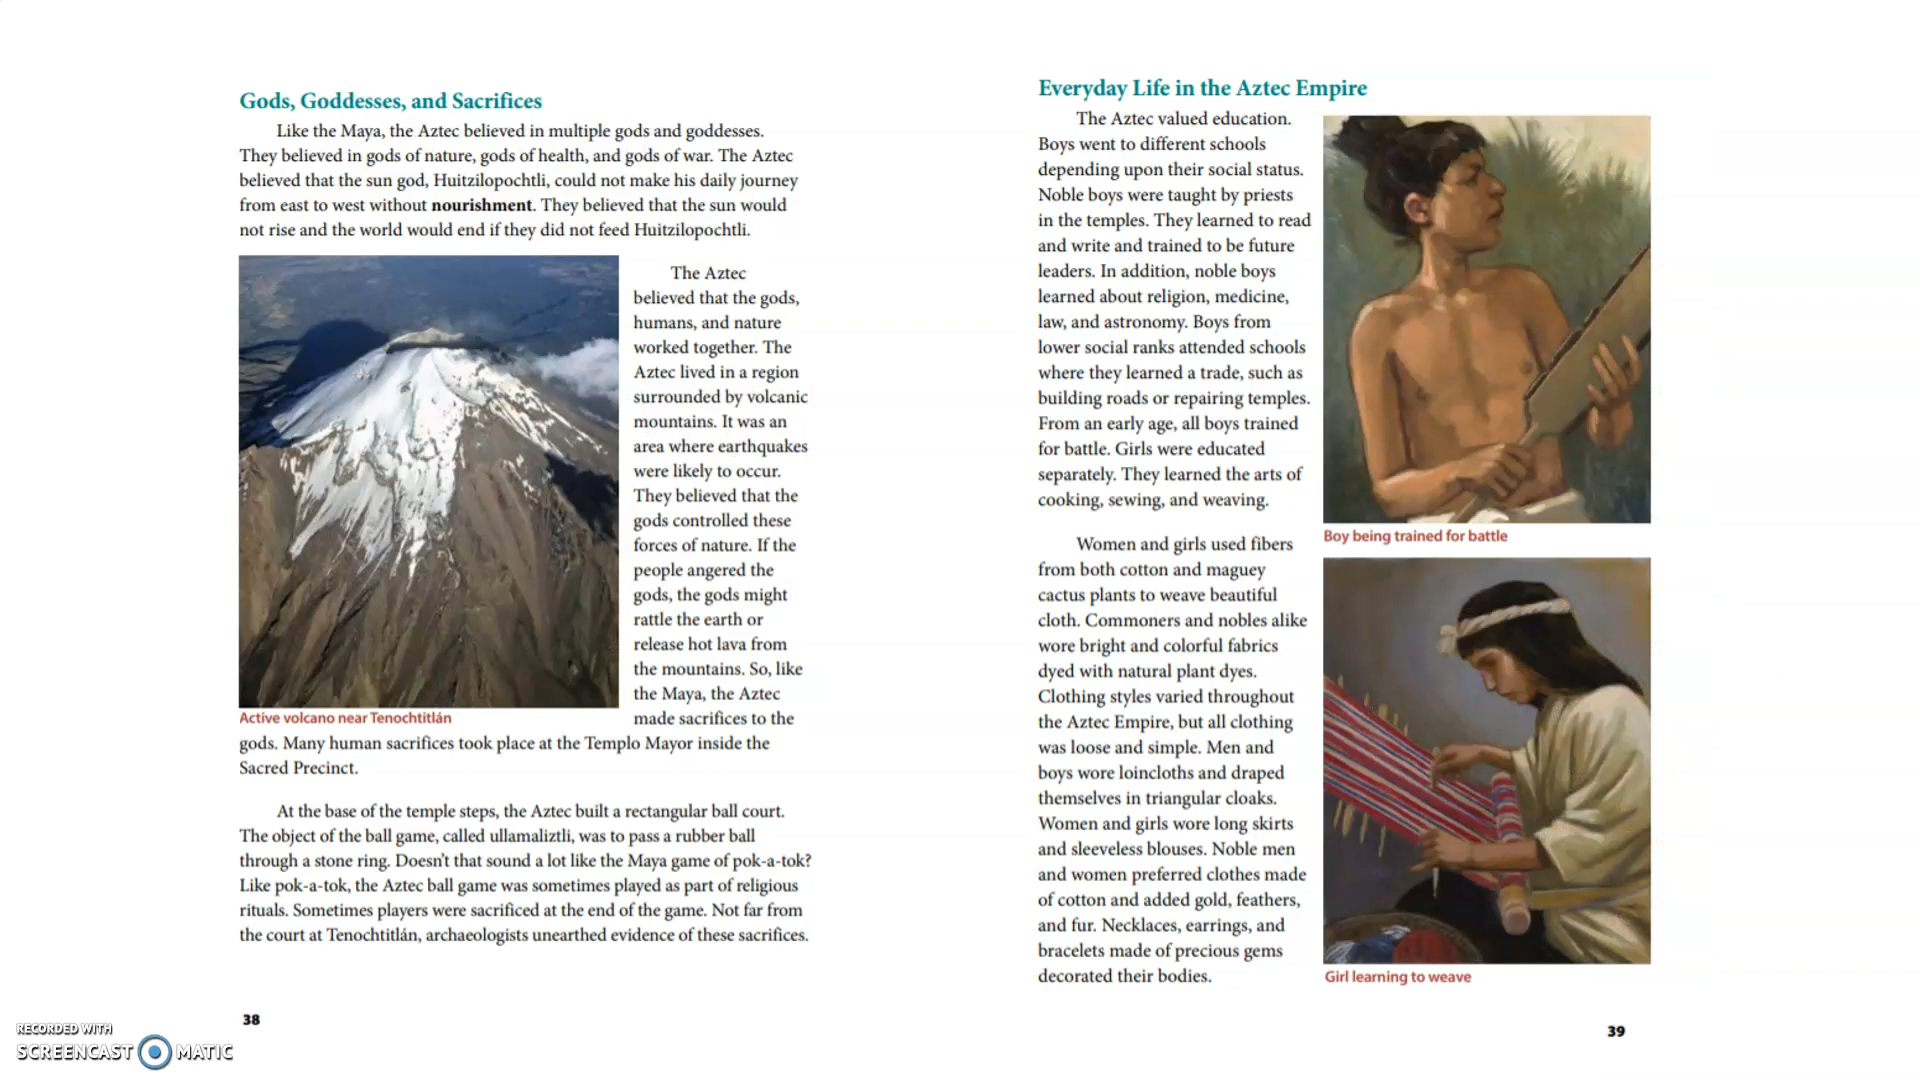 Gods, Goddesses, and Sacrifices
Like the Maya, the Aztec believed in multiple gods and goddesses.
They believed in gods of nature, gods of health, and gods of war. The Aztec
believed that the sun god, Huitzilopochtli, could not make his daily journey
from east to west without nourishment. They believed that the sun would
not rise and the world would end if they did not feed Huitzilopochtli.
The Aztec
believed that the gods,
humans, and nature
worked together. The
Aztec lived in a region
surrounded by volcanic
mountains. It was an
area where earthquakes
were likely to occur.
They believed that the
gods controlled these
forces of nature. If the
people angered the
gods, the gods might
rattle the earth or
release hot lava from
the mountains. So, like
the Maya, the Aztec
made sacrifices to the
gods. Many human sacrifices took place at the Templo Mayor inside the
Sacred Precinct.
Active volcano near Tenochtitlán
At the base of the temple steps, the Aztec built a rectangular ball court.
The object of the ball game, called ullamaliztli, was to pass a rubber ball
through a stone ring. Doesn't that sound a lot like the Maya game of pok-a-tok?
Like pok-a-tok, the Aztec ball game was sometimes played as part of religious
rituals. Sometimes players were sacrificed at the end of the game. Not far from
the court at Tenochtitlán, archaeologists unearthed evidence of these sacrifices.
38
Everyday Life in the Aztec Empire
The Aztec valued education.
Boys went to different schools
depending upon their social status.
Noble boys were taught by priests
in the temples. They learned to read
and write and trained to be future
leaders. In addition, noble boys
learned about religion, medicine,
law, and astronomy. Boys from
lower social ranks attended schools
where they learned a trade, such as
building roads or repairing temples.
From an early age, all boys trained
for battle. Girls were educated
separately. They learned the arts of
cooking, sewing, and weaving.
Boy being trained for battle
Women and girls used fibers
from both cotton and maguey
cactus plants to weave beautiful
cloth. Commoners and nobles alike
wore bright and colorful fabrics
dyed with natural plant dyes.
Clothing styles varied throughout
the Aztec Empire, but all clothing
was loose and simple. Men and
boys wore loincloths and draped
themselves in triangular cloaks.
Women and girls wore long skirts
and sleeveless blouses. Noble men
and women preferred clothes made
of cotton and added gold, feathers,
and fur. Necklaces, earrings, and
bracelets made of precious gems
decorated their bodies.
Girl learning to weave
39
RECORDED WITH
SCREENCAST MATIC